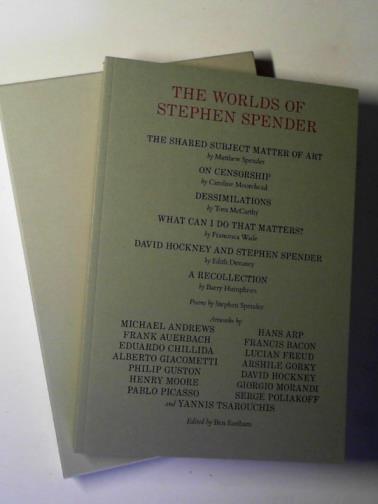 THE WORLDS OF
STEPHEN SPENDER
THE SHARED SUBJECT MATTER OF ART
by Matthew Spender
ON CENSORSHIP
by Caroline Moorehead
DESSIMILATIONS
by Tom McCarthy
WHAT CAN I DO THAT MATTERS?
by Francesca Wade
DAVID HOCKNEY AND STEPHEN SPENDER
by Edith Devaney
A RECOLLECTION
by Barry Humphries
Poems by Stephen Spender
Artworks by
MICHAEL ANDREWS
FRANK AUERBACH
EDUARDO CHILLIDA
ALBERTO GIACOMETTI
PHILIP GUSTON
HENRY MOORE
PABLO PICASSO
HANS ARP
FRANCIS BACON
LUCIAN FREUD
ARSHILE GORKY
DAVID HOCKNEY
GIORGIO MORANDI
SERGE POLIAKOFF
and YANNIS TSAROUCHIS
Edited by Ben Eastham